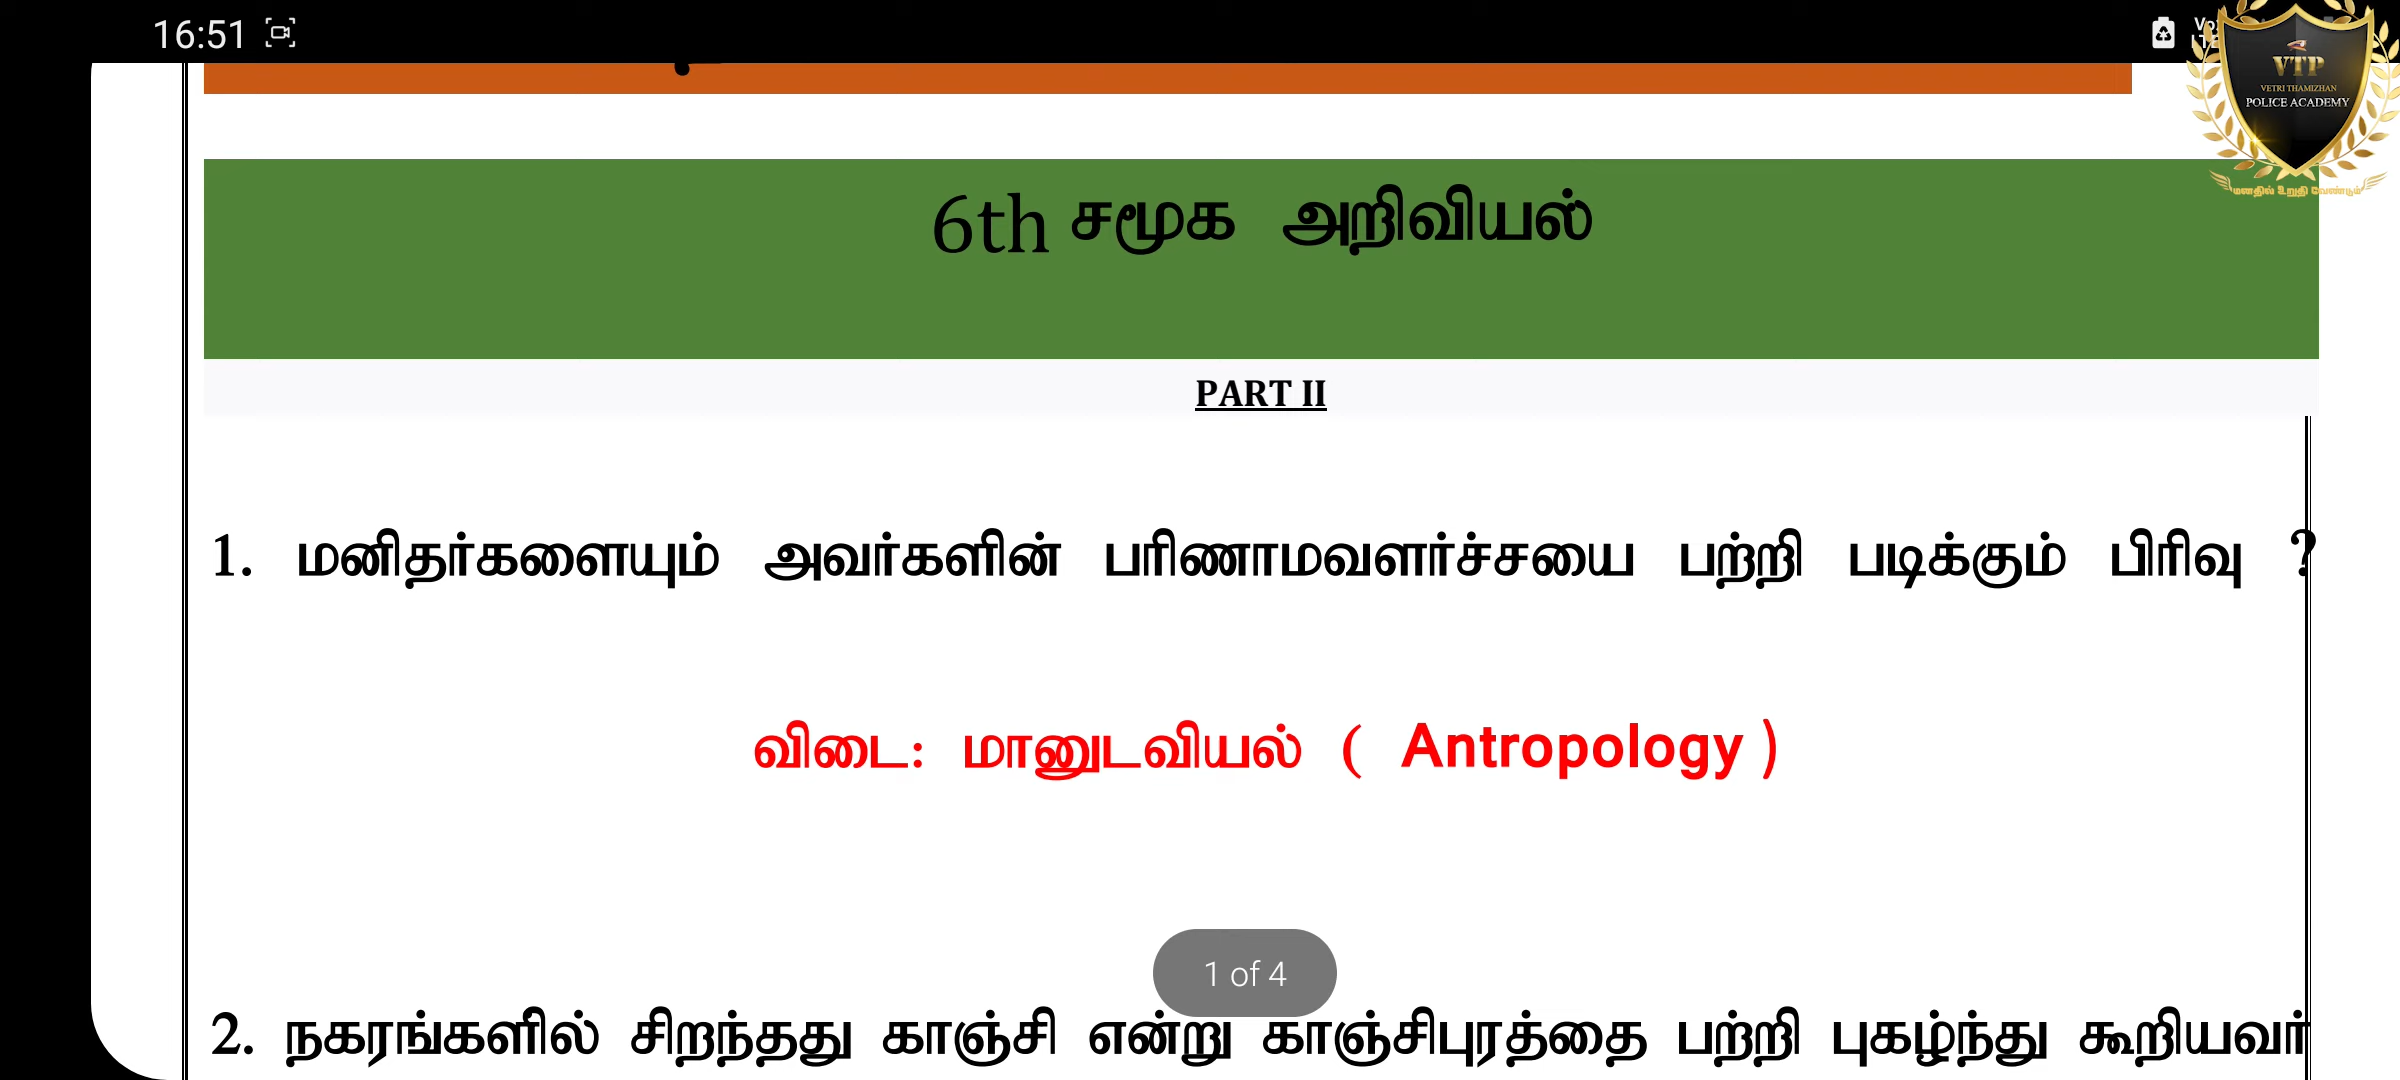 16:51
VTP
VETRI THAMIZHAN
POLICE ACADEMY
மனதில் உறுதி வேண்டும்
6th சமூக அறிவியல்
PART II
1. மனிதர்களையும் அவர்களின் பரிணாமவளர்ச்சயை பற்றி படிக்கும் பிரிவு ?
விடை: மானுடவியல் ( Antropology )
1 of 4
2. நகரங்களில் சிறந்தது காஞ்சி என்று காஞ்சிபுரத்தை பற்றி புகழ்ந்து கூறியவர்